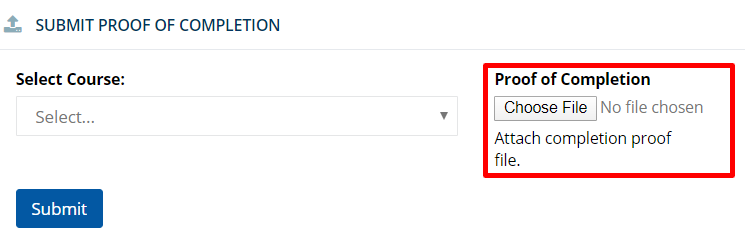 SUBMIT PROOF OF COMPLETION
Select Course:
Select...
Proof of Completion
Choose File No file chosen
Attach completion proof
file.
Submit